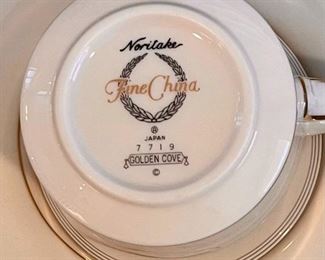 Noritake
Fine China
®
JAPAN
7719
GOLDEN COVE
©